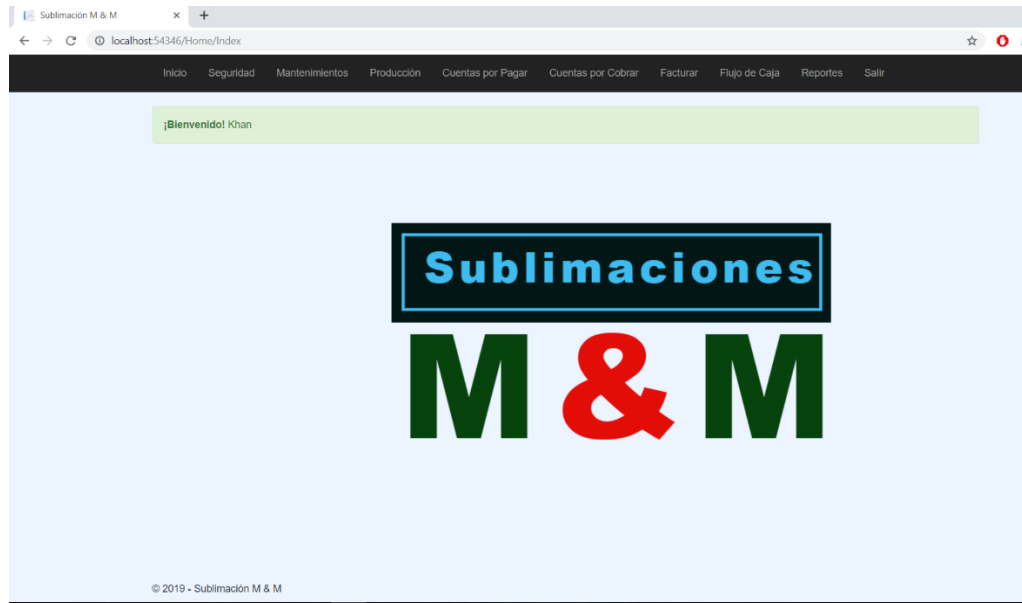 Sublimación M & M
localhost:54346/Home/Index
Inicio Seguridad Mantenimientos Producción Cuentas por Pagar Cuentas por Cobrar Facturar Flujo de Caja Reportes Salir
¡Bienvenido! Khan
Sublimaciones
M & M
© 2019 - Sublimación M & M